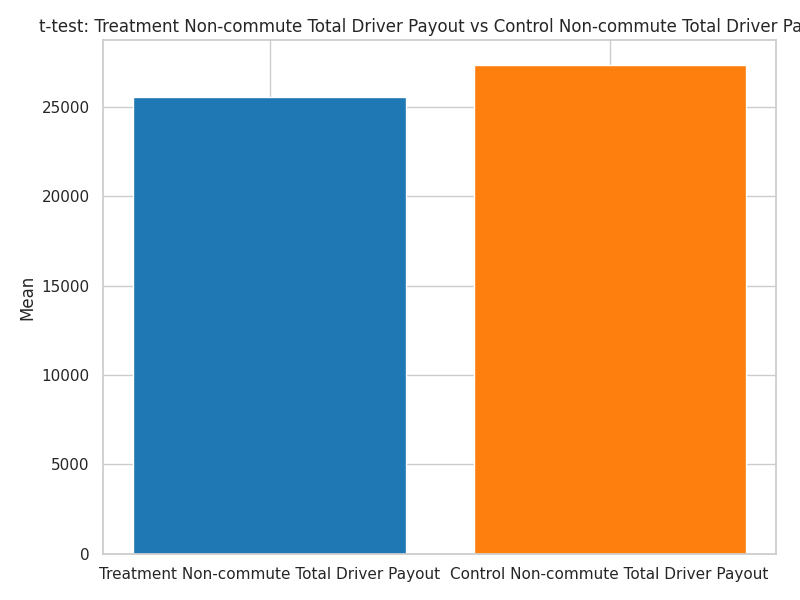 t-test: Treatment Non-commute Total Driver Payout vs Control Non-commute Total Driver Pa
25000
20000
15000
10000
5000
0
Mean
Treatment Non-commute Total Driver Payout
Control Non-commute Total Driver Payout